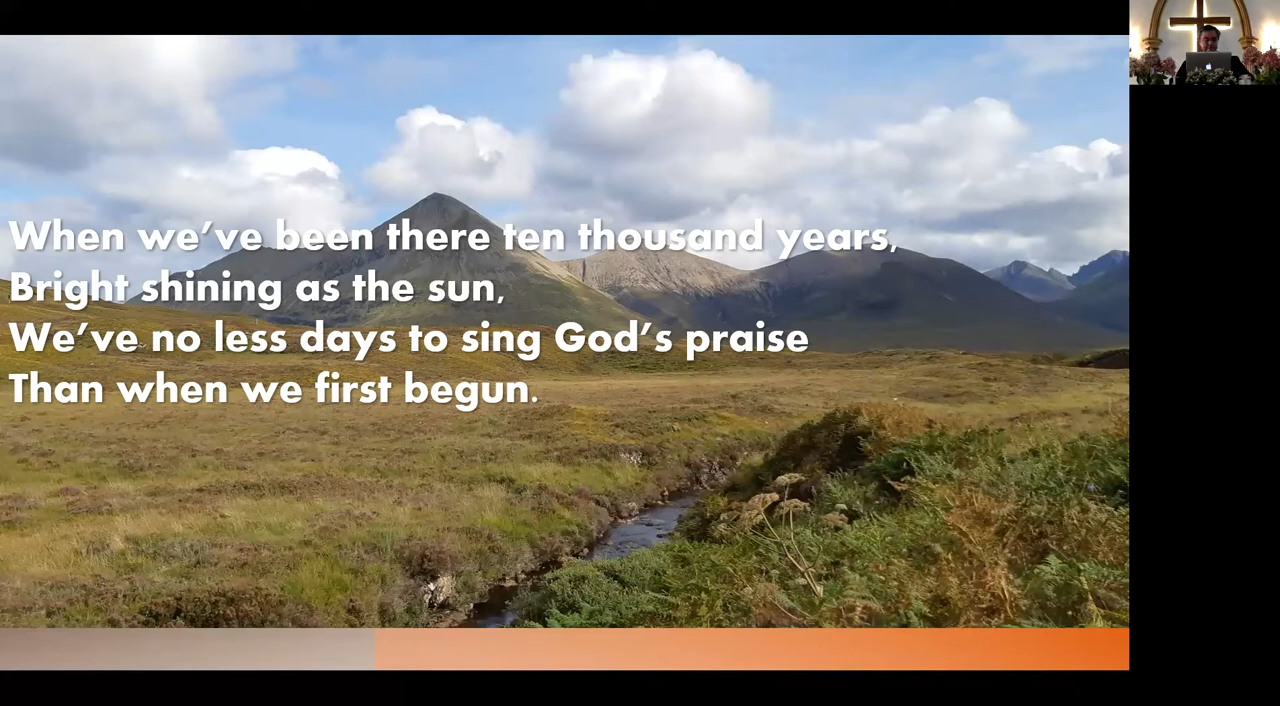 When we’ve been there ten thousand years,
Bright shining as the sun,
We’ve no less days to sing God’s praise
Than when we first begun.